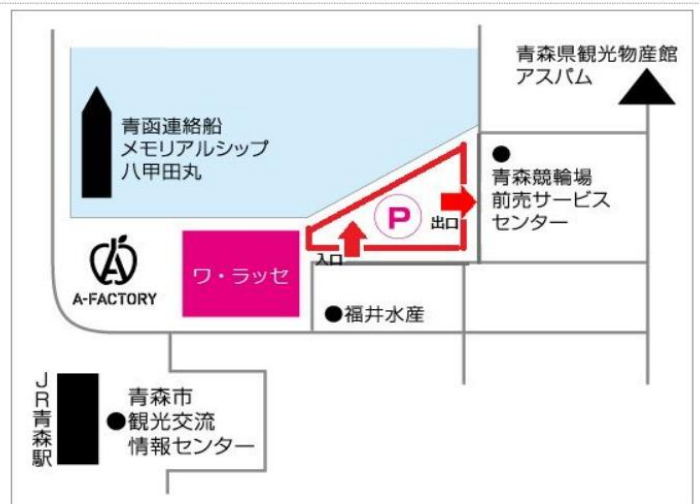 青森県観光物産館
アスパム
青函連絡船
メモリアルシップ
八甲田丸
青森競輪場
前売サービス
センター
P
出口
入口
ワ・ラッセ
A-FACTORY
福井水産
JR青森駅
青森市
観光交流
情報センター